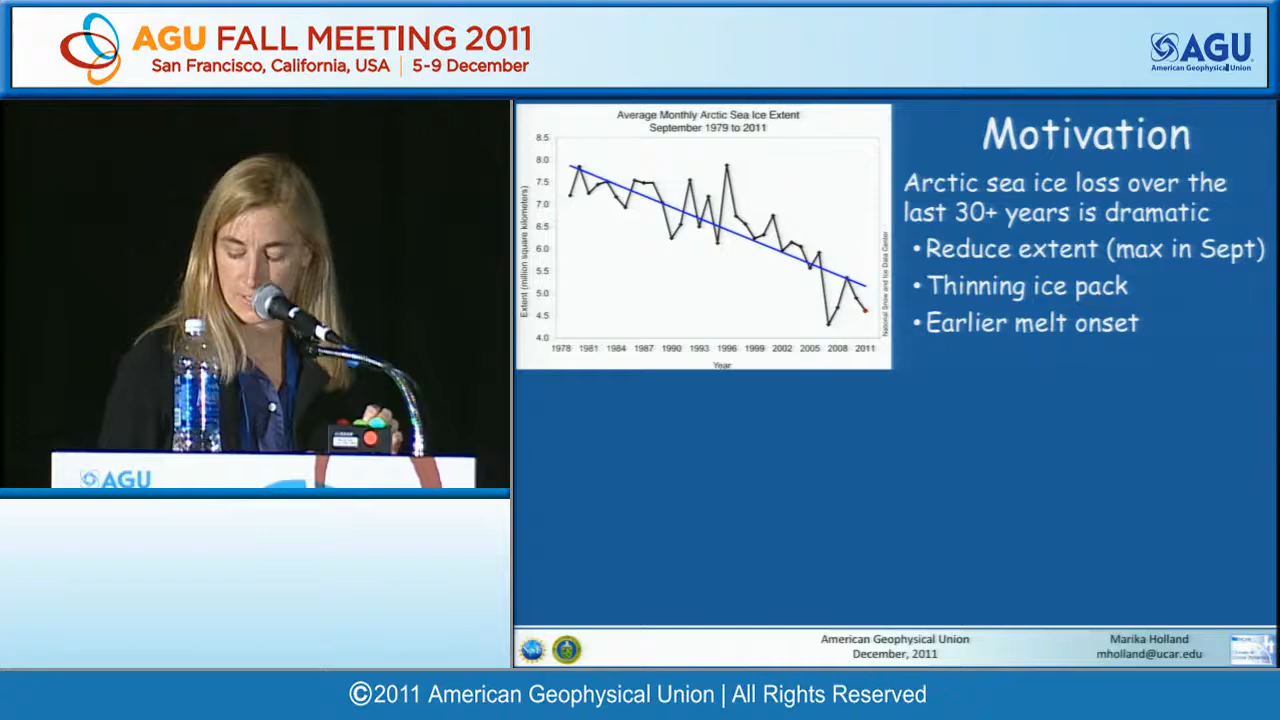 AGU FALL MEETING 2011
San Francisco, California, USA | 5-9 December
AGU
American Geophysical Union
Average Monthly Arctic Sea Ice Extent
September 1979 to 2011
8.5
8.0
7.5
7.0
6.5
6.0
5.5
5.0
4.5
4.0
Extent (million square kilometers)
National Snow and Ice Data Center
1978 1981 1984 1987 1990 1993 1996 1999 2002 2005 2008 2011
Year
Motivation
Arctic sea ice loss over the
last 30+ years is dramatic
• Reduce extent (max in Sept)
• Thinning ice pack
• Earlier melt onset
AGU
American Geophysical Union
December, 2011
Marika Holland
mholland@ucar.edu
©2011 American Geophysical Union | All Rights Reserved